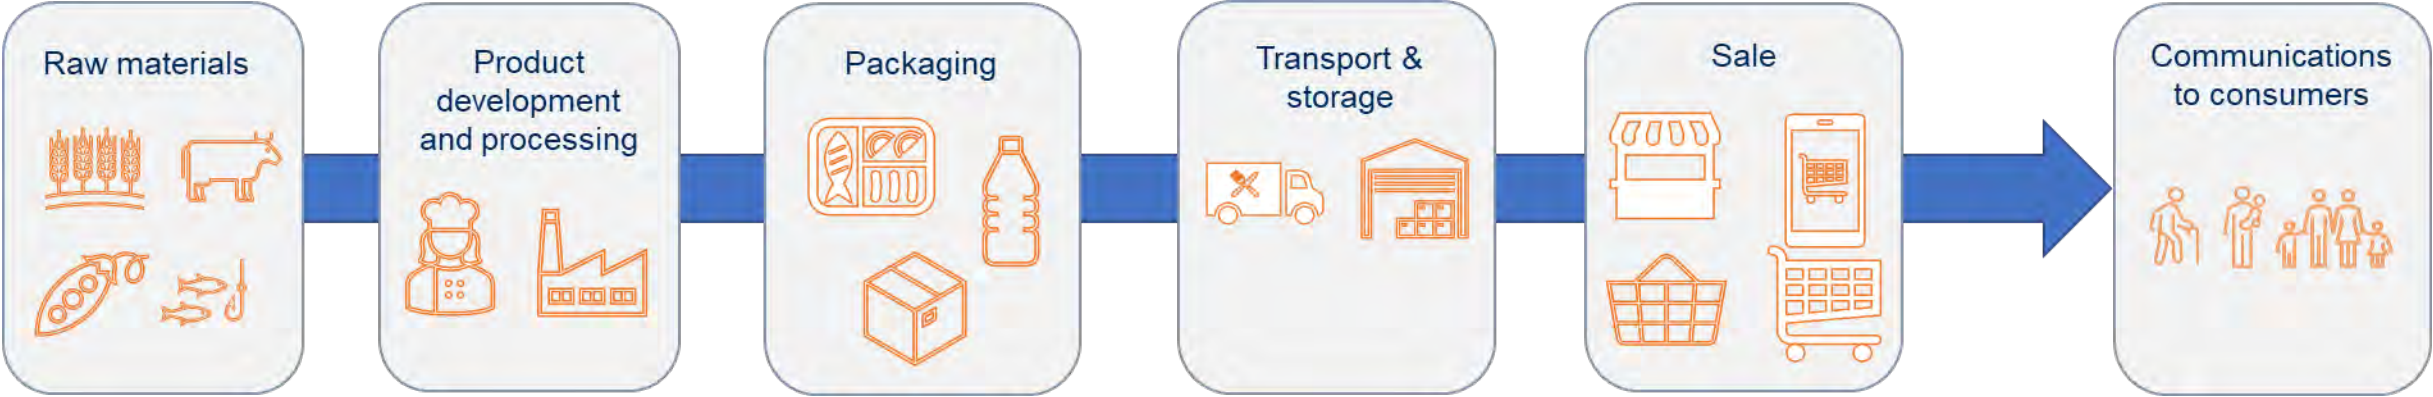 Raw materials
Product
development
and processing
Packaging
Transport &
storage
Sale
Communications
to consumers